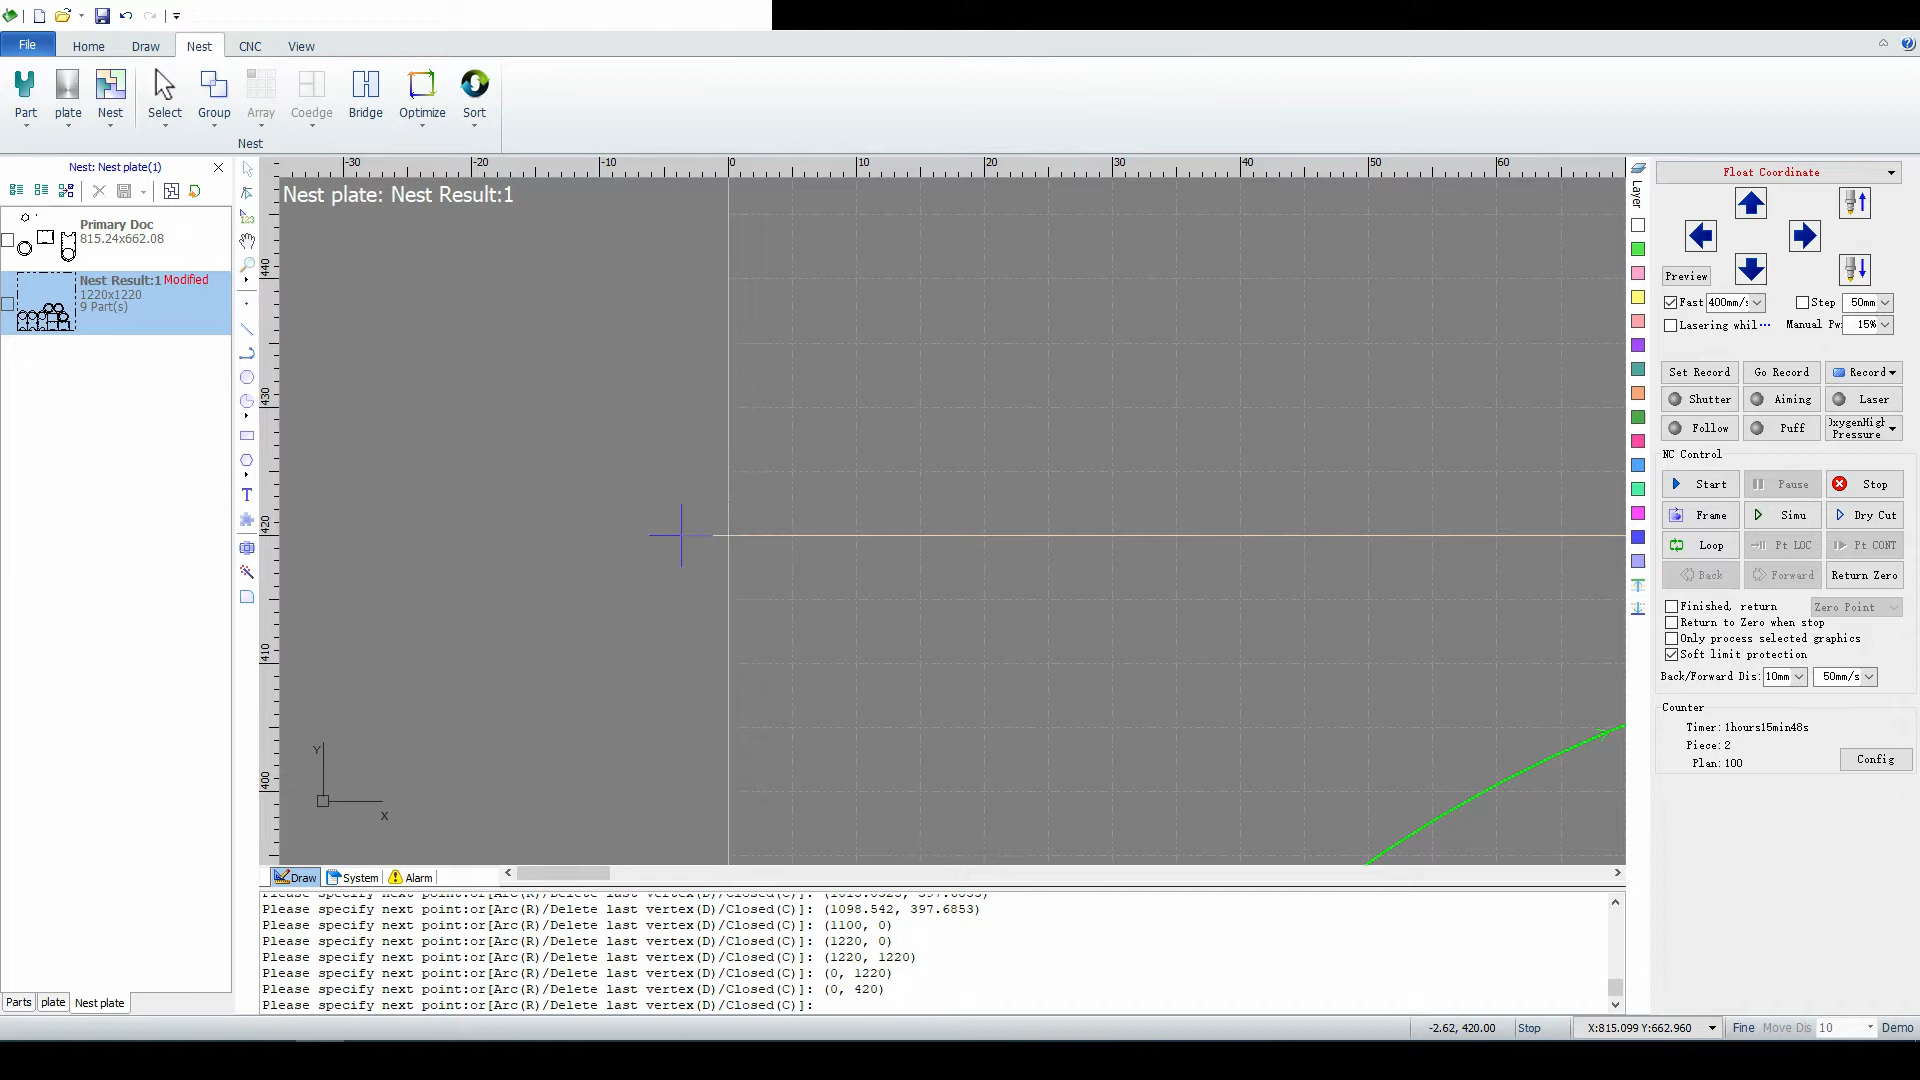 File Home Draw Nest CNC View
Part plate Nest Select Group Array Coedge Bridge Optimize Sort
Nest
Nest: Nest plate(1)
Primary Doc
815.24x662.08
Nest Result:1 Modified
1220x1220
9 Part(s)
Parts plate Nest plate
123
-30 -20 -10 0 10 20 30 40 50 60
Nest plate: Nest Result:1
440
430
420
410
400
Y
X
Layer
Draw System Alarm
Please specify next point:or[Arc(R)/Delete last vertex(D)/Closed(C)]: (1098.542, 397.6853)
Please specify next point:or[Arc(R)/Delete last vertex(D)/Closed(C)]: (1100, 0)
Please specify next point:or[Arc(R)/Delete last vertex(D)/Closed(C)]: (1220, 0)
Please specify next point:or[Arc(R)/Delete last vertex(D)/Closed(C)]: (1220, 1220)
Please specify next point:or[Arc(R)/Delete last vertex(D)/Closed(C)]: (0, 1220)
Please specify next point:or[Arc(R)/Delete last vertex(D)/Closed(C)]: (0, 420)
Please specify next point:or[Arc(R)/Delete last vertex(D)/Closed(C)]:
Float Coordinate
Preview
Fast 400mm/s Step 50mm
Lasering whil... Manual Pw: 15%
Set Record Go Record Record
Shutter Aiming Laser
Follow Puff OxygenHigh Pressure
NC Control
Start Pause Stop
Frame Simu Dry Cut
Loop Pt LOC Pt CONT
Back Forward Return Zero
Finished, return Zero Point
Return to Zero when stop
Only process selected graphics
Soft limit protection
Back/Forward Dis: 10mm 50mm/s
Counter
Timer: 1hours15min48s
Piece: 2
Plan: 100
Config
-2.62, 420.00 Stop X:815.099 Y:662.960 Fine Move Dis 10 Demo